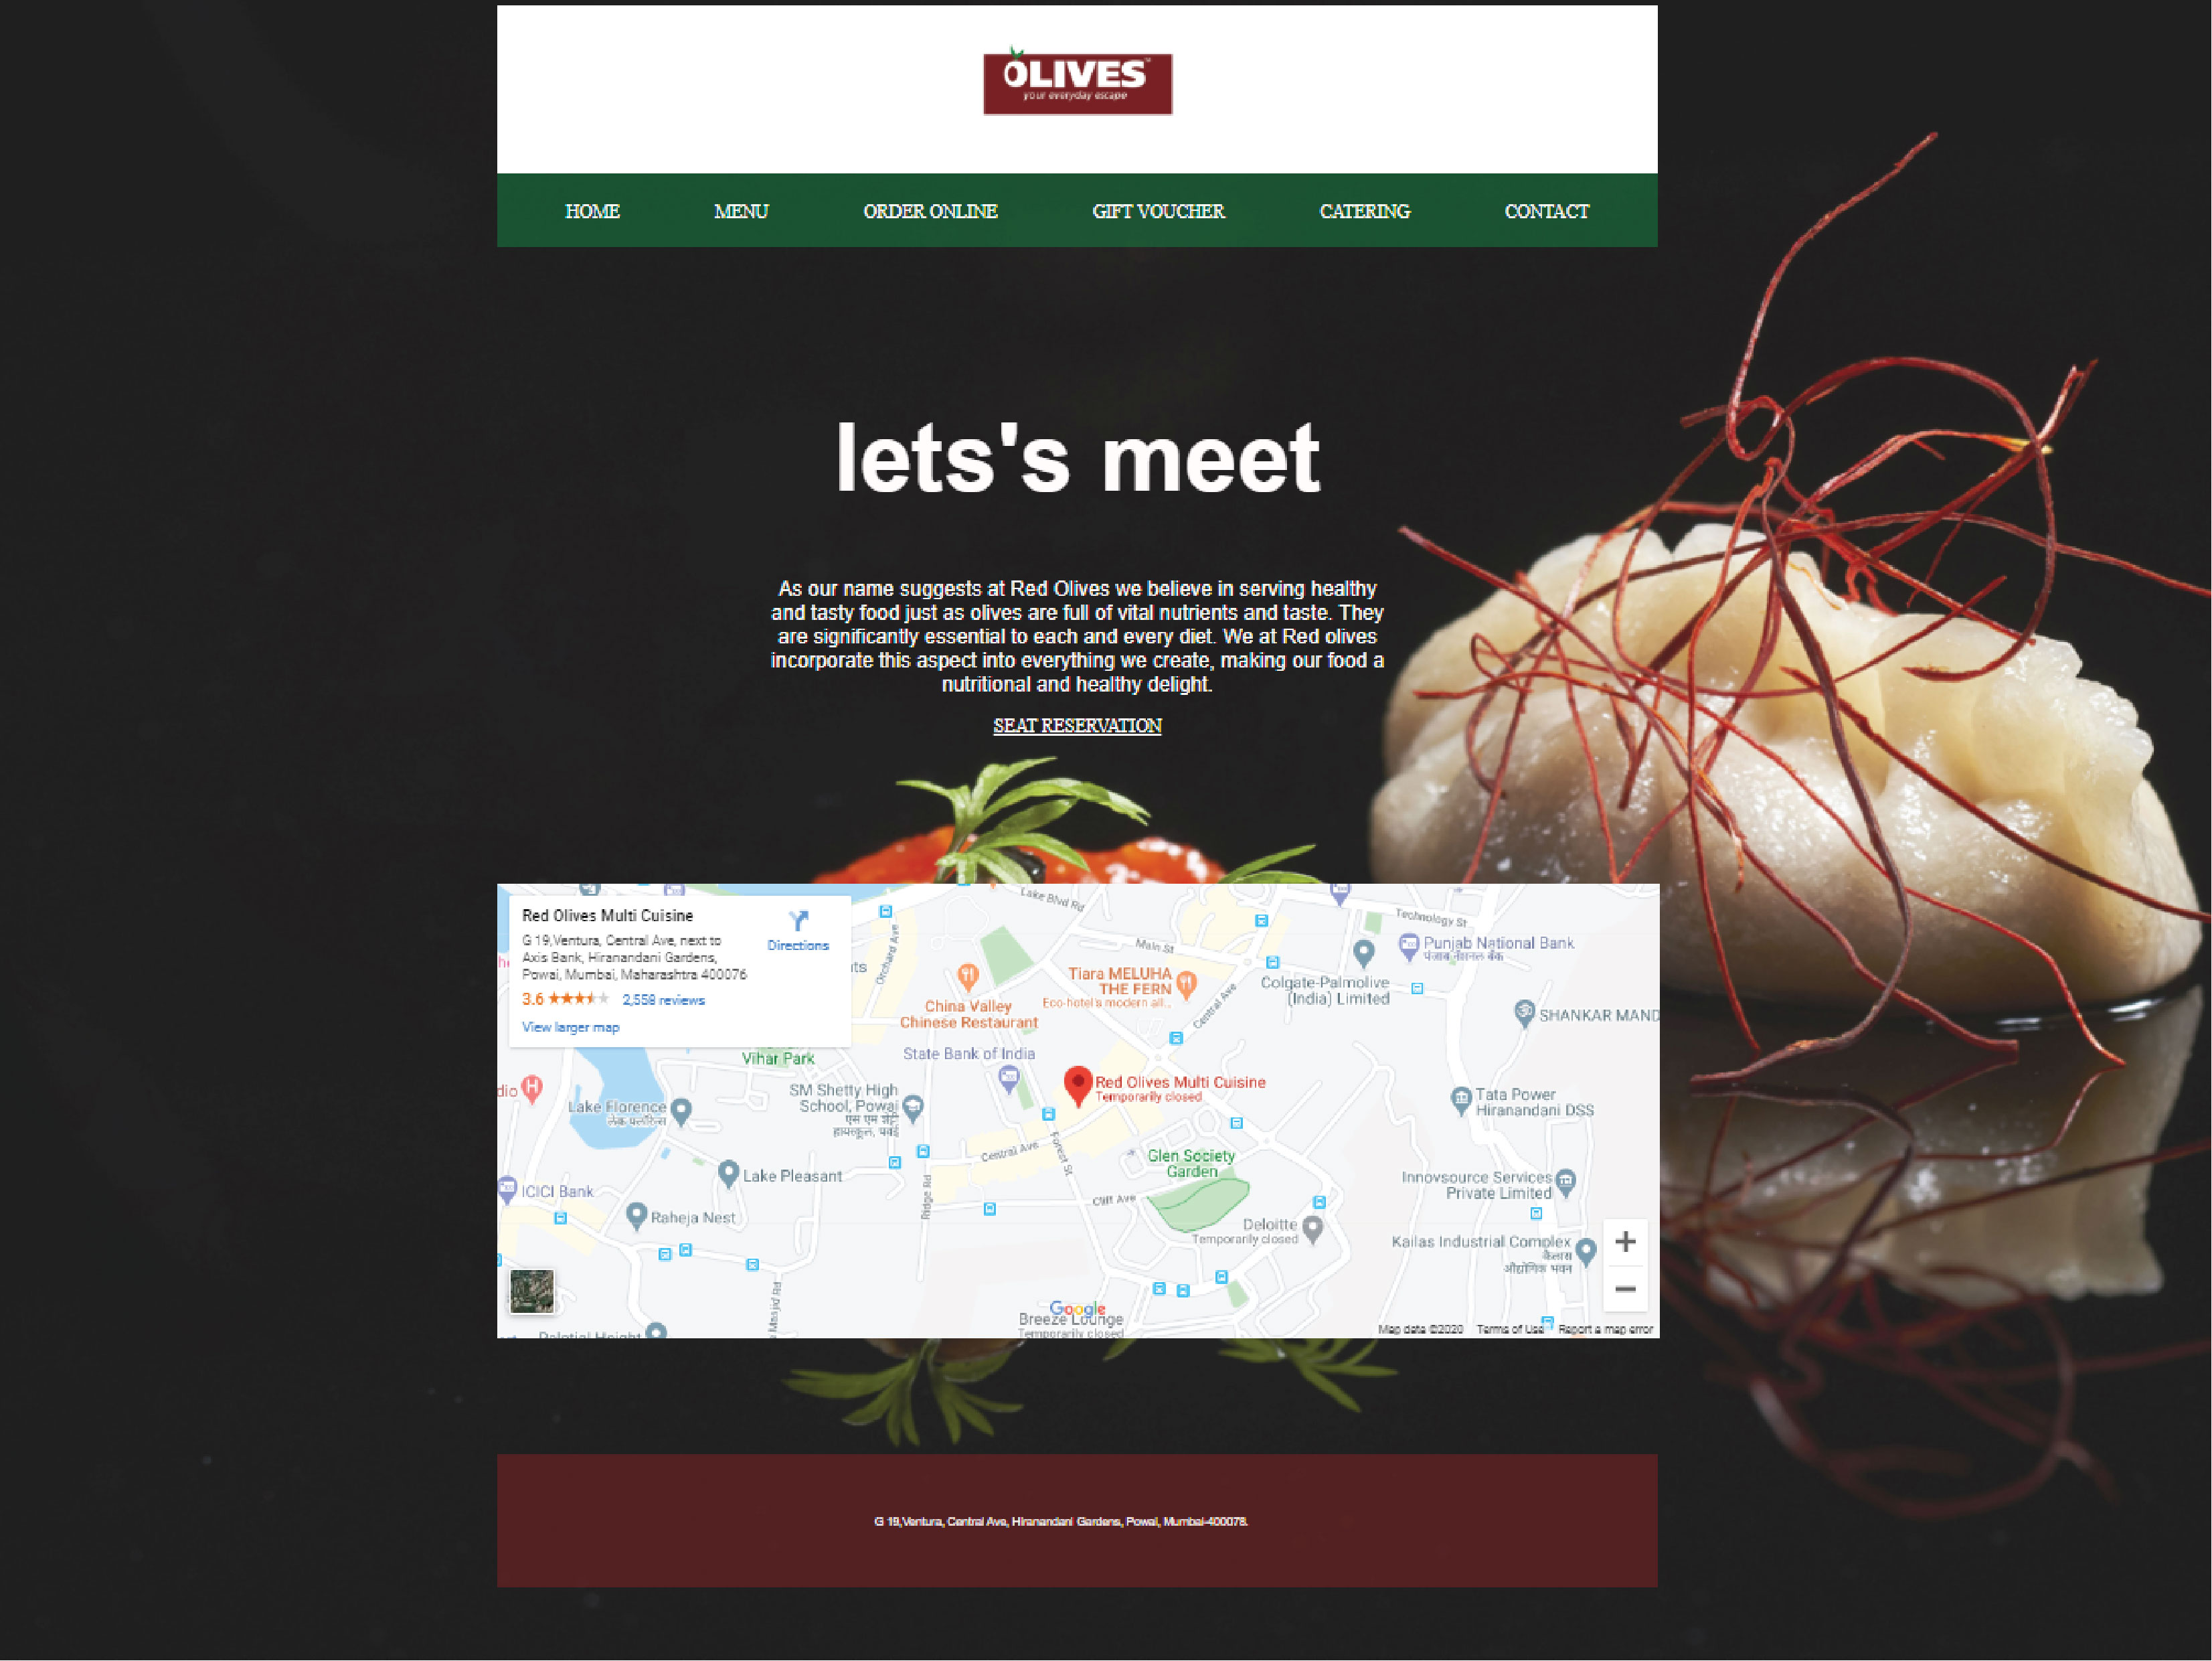 OLIVES
your everyday escape
HOME MENU ORDER ONLINE GIFT VOUCHER CATERING CONTACT
lets's meet
As our name suggests at Red Olives we believe in serving healthy
and tasty food just as olives are full of vital nutrients and taste. They
are significantly essential to each and every diet. We at Red olives
incorporate this aspect into everything we create, making our food a
nutritional and healthy delight.
SEAT RESERVATION
Red Olives Multi Cuisine
G 19,Ventura, Central Ave, next to
Axis Bank, Hiranandani Gardens,
Powai, Mumbai, Maharashtra 400076
3.6 2,558 reviews
View larger map
Directions
Lake Blvd Rd
Technology St
Main St
Orchard Ave
Punjab National Bank
पंजाब नैशनल बैंक
Tiara MELUHA
THE FERN
Eco-hotel's modern all...
Colgate-Palmolive
(India) Limited
Central Ave
China Valley
Chinese Restaurant
SHANKAR MAND
State Bank of India
Vihar Park
Red Olives Multi Cuisine
Temporarily closed
SM Shetty High
School, Powai
Lake Florence
Tata Power
Hiranandani DSS
Central Ave
Forest St
Glen Society
Garden
Lake Pleasant
Ridge Rd
Cliff Ave
Innovsource Services
Private Limited
ICICI Bank
Raheja Nest
Deloitte
Temporarily closed
Kailas Industrial Complex
कैलास
औद्योगिक भवन
Masjid Rd
Google
Breeze Lounge
Temporarily closed
Palatial Height
Map data ©2020 Terms of Use Report a map error
G 19,Ventura, Central Ave, Hiranandani Gardens, Powai, Mumbai-400078.